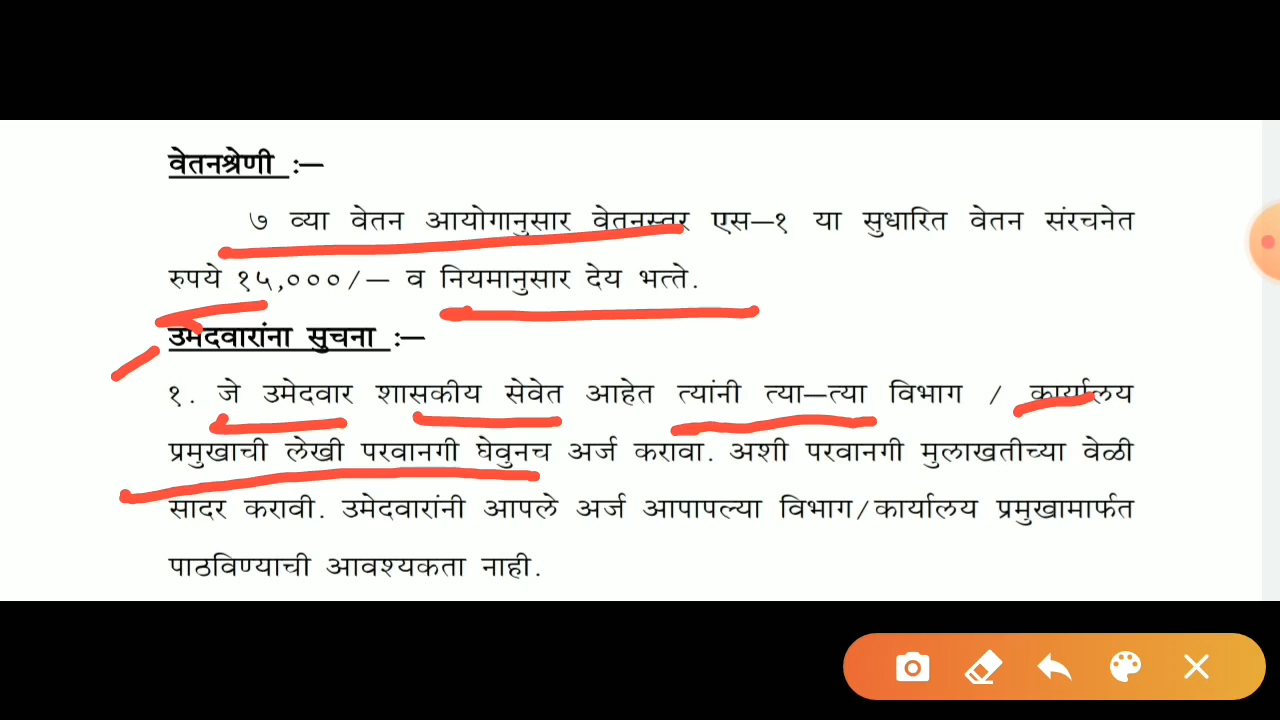 वेतनश्रेणी :—
७ व्या वेतन आयोगानुसार वेतनस्तर एस—१ या सुधारित वेतन संरचनेत
रुपये १५,०००/— व नियमानुसार देय भत्ते.
उमेदवारांना सुचना :—
१. जे उमेदवार शासकीय सेवेत आहेत त्यांनी त्या—त्या विभाग / कार्यालय
प्रमुखाची लेखी परवानगी घेवुनच अर्ज करावा. अशी परवानगी मुलाखतीच्या वेळी
सादर करावी. उमेदवारांनी आपले अर्ज आपापल्या विभाग/कार्यालय प्रमुखामार्फत
पाठविण्याची आवश्यकता नाही.